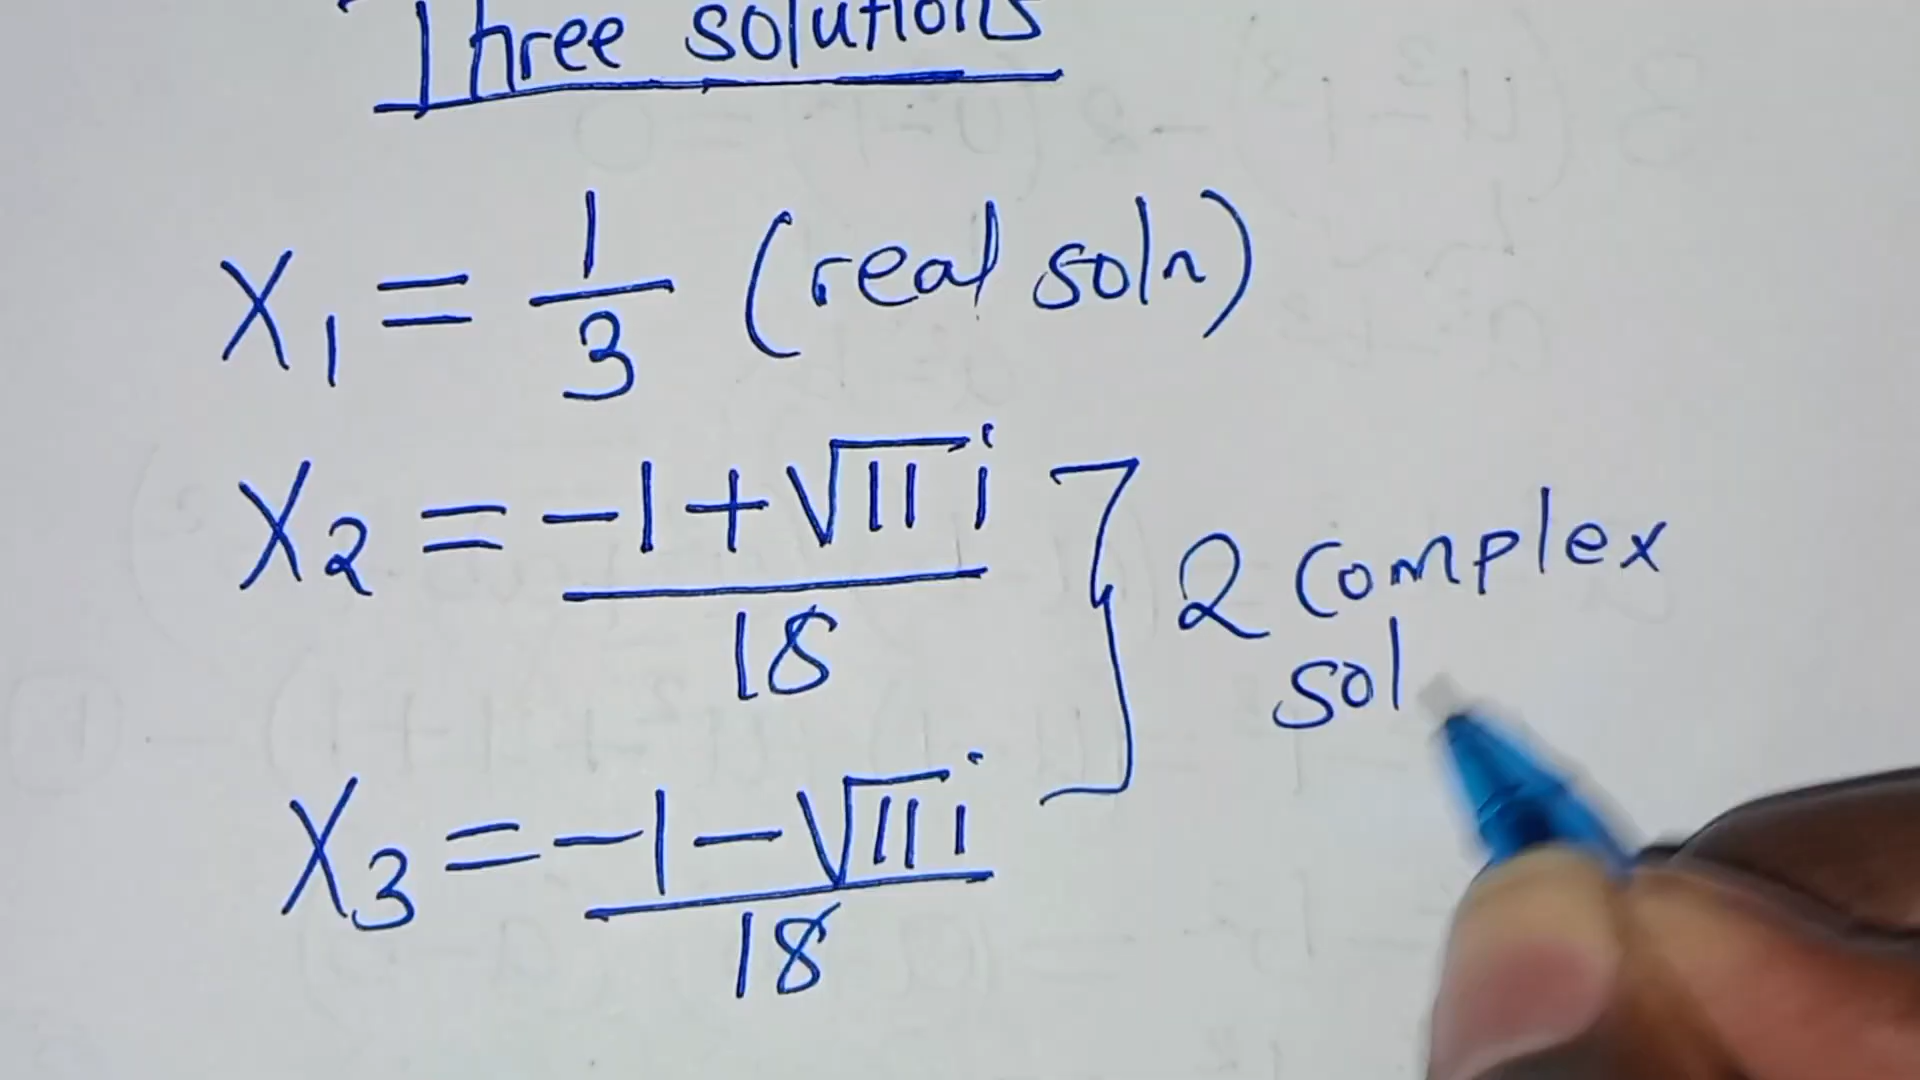 Three solutions
X₁ = 1/3 (real soln)
X₂ = (-1+√11 i)/18
2 complex
sol
X₃ = (-1-√11 i)/18